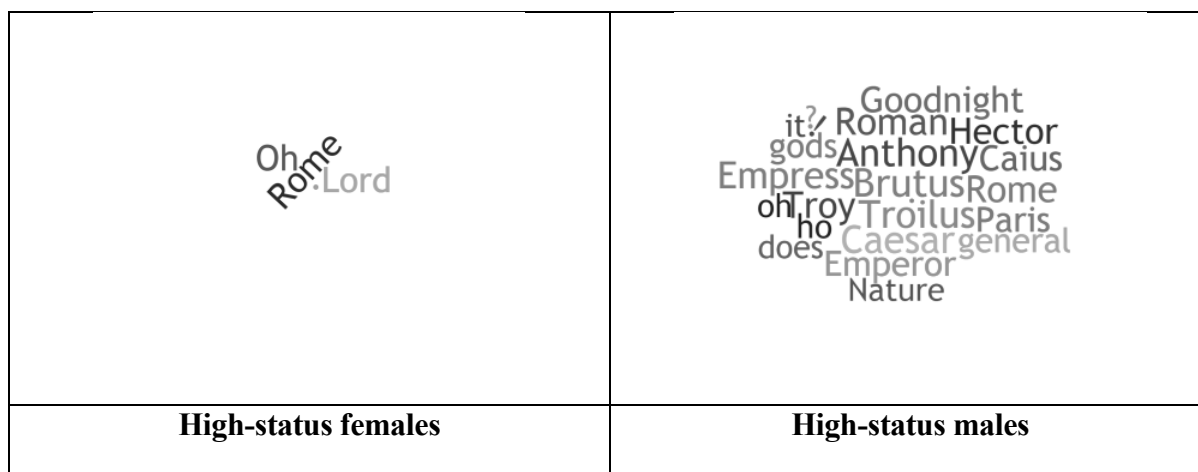 Oh
Rome
. Lord
Goodnight
it ? ! Roman Hector
gods Anthony Caius
Empress Brutus Rome
oh Troy Troilus Paris
ho
does Caesar general
Emperor
Nature
High-status females
High-status males